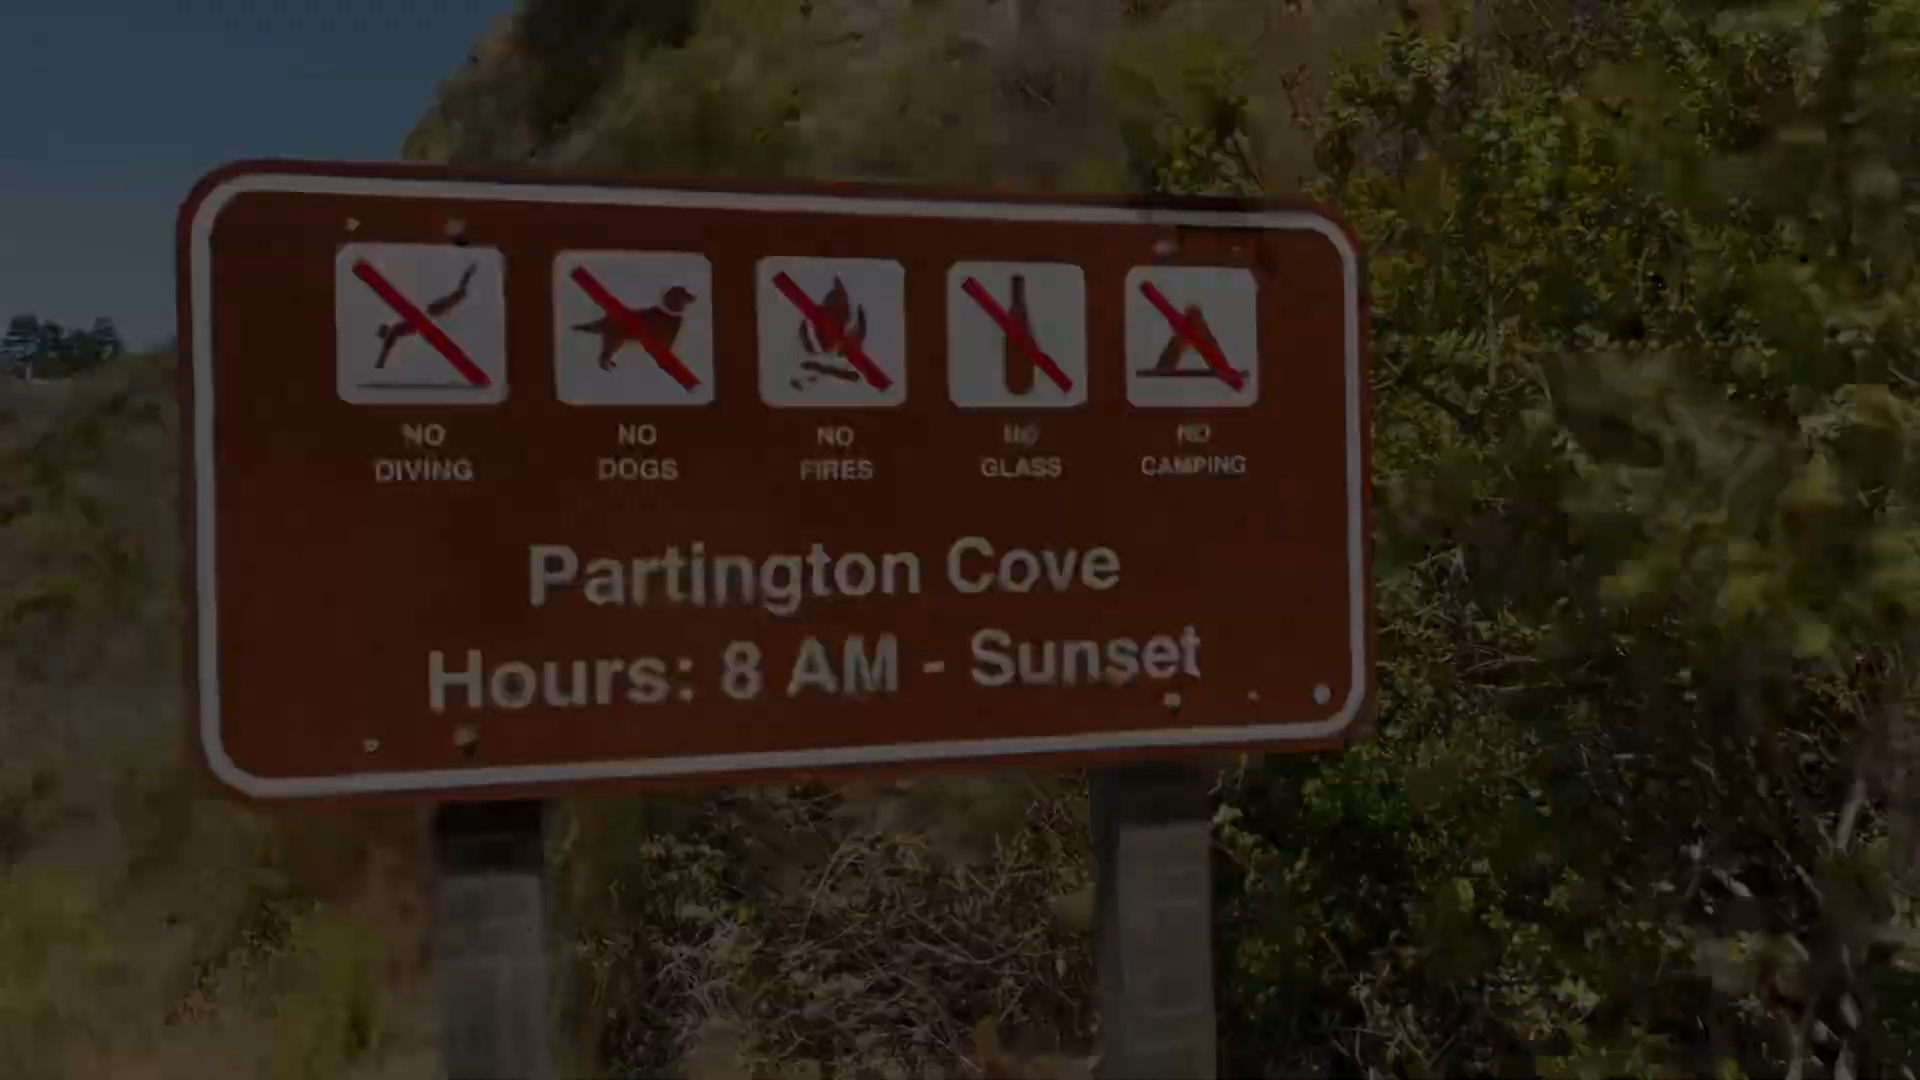 NO DIVING
NO DOGS
NO FIRES
NO GLASS
NO CAMPING
Partington Cove
Hours: 8 AM - Sunset